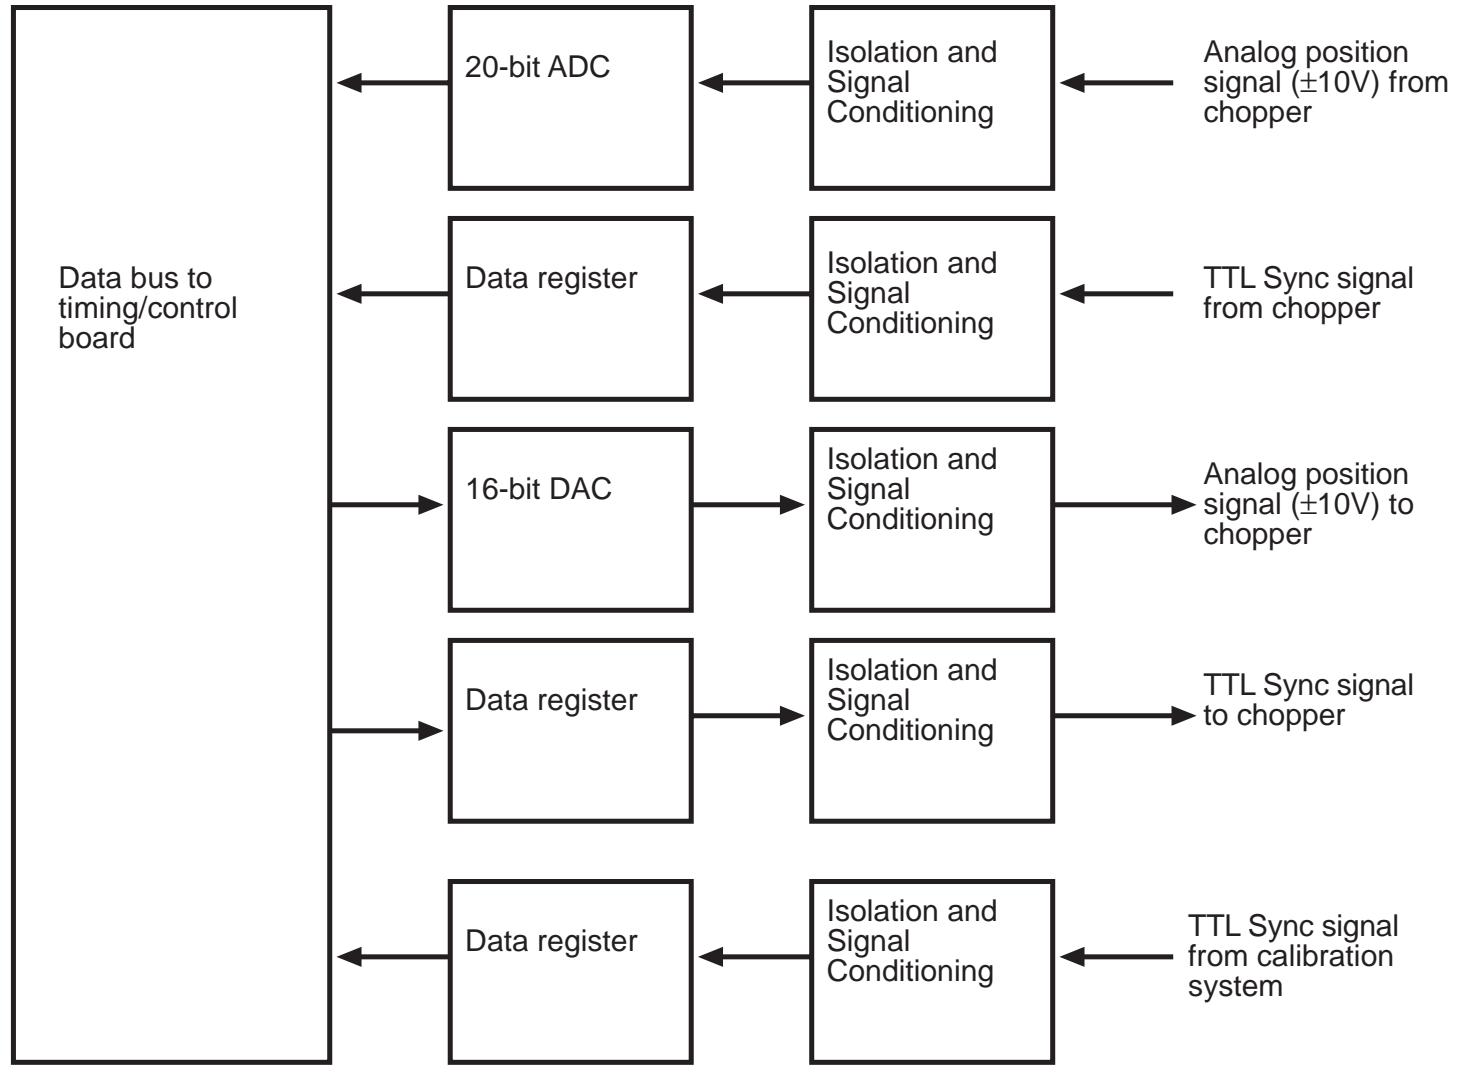 20-bit ADC
Isolation and
Signal
Conditioning
Analog position
signal (±10V) from
chopper
Data bus to
timing/control
board
Data register
Isolation and
Signal
Conditioning
TTL Sync signal
from chopper
16-bit DAC
Isolation and
Signal
Conditioning
Analog position
signal (±10V) to
chopper
Data register
Isolation and
Signal
Conditioning
TTL Sync signal
to chopper
Data register
Isolation and
Signal
Conditioning
TTL Sync signal
from calibration
system